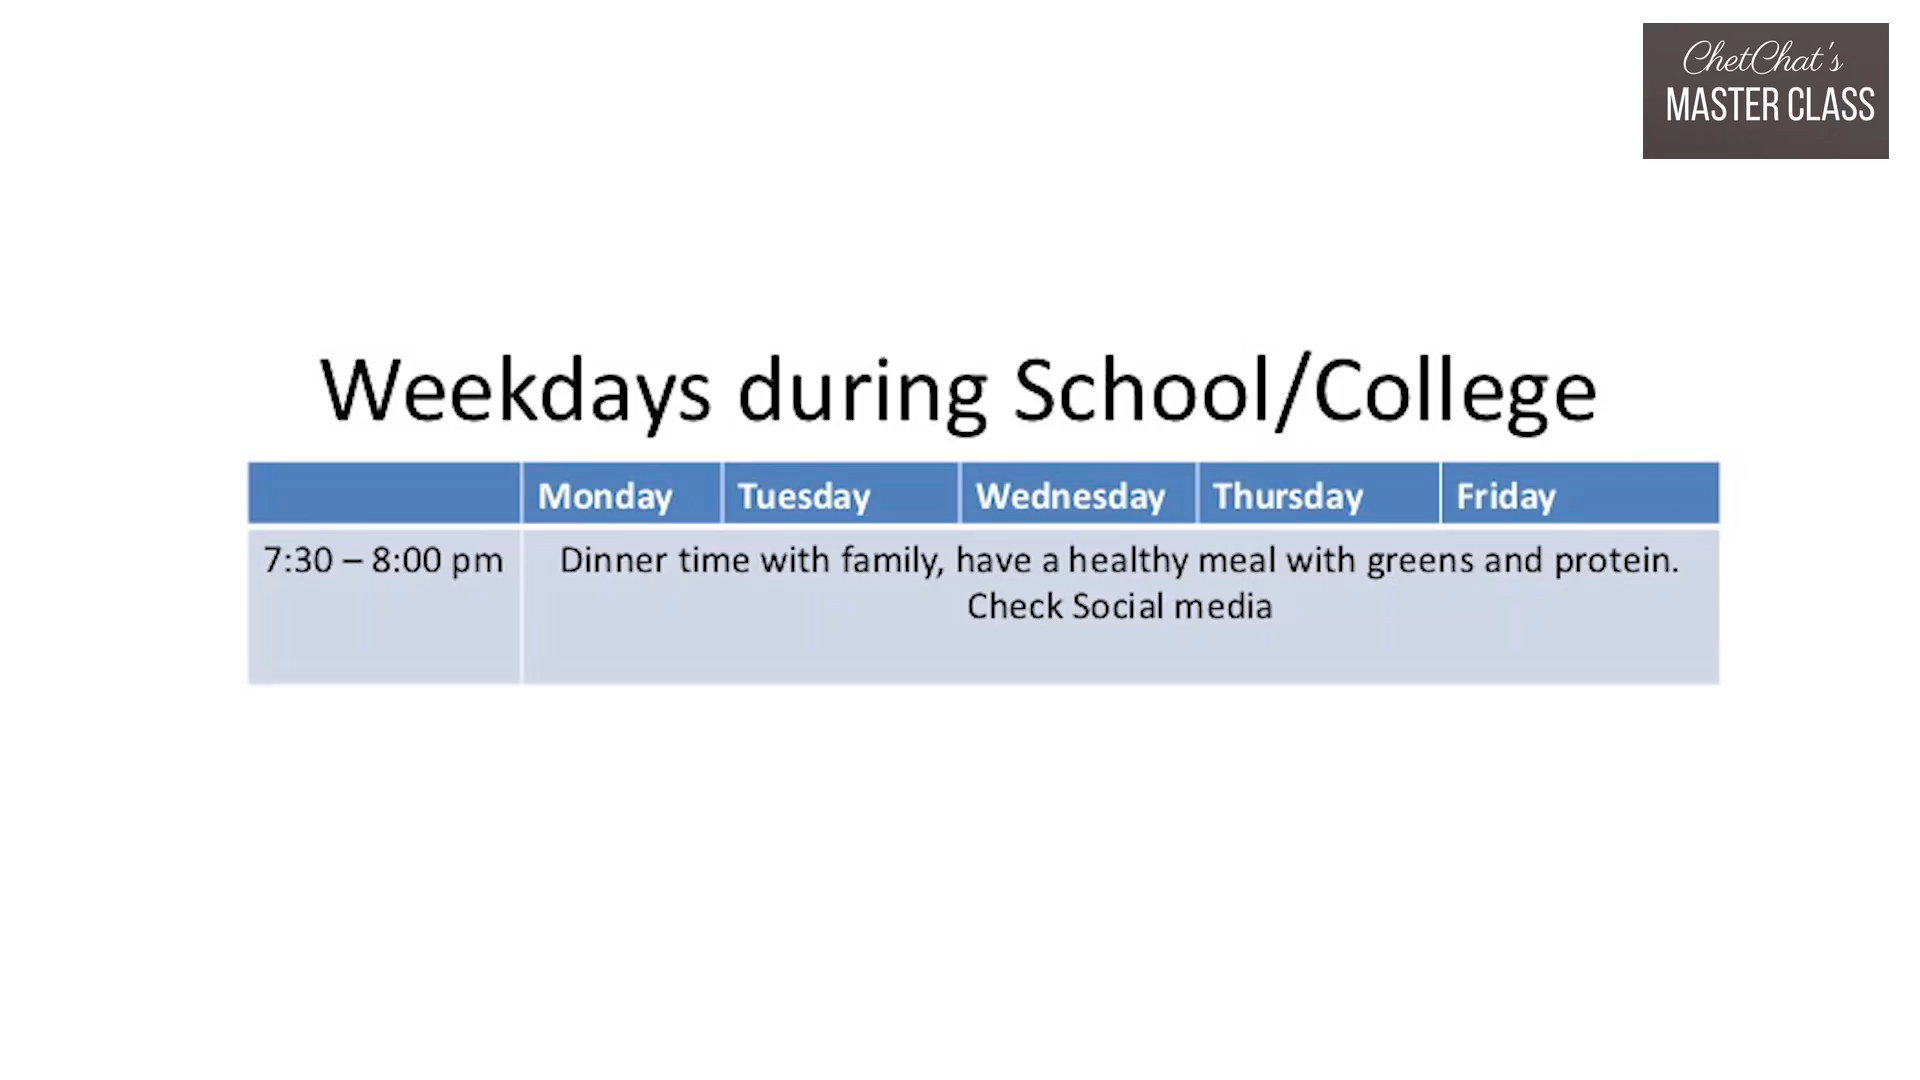 ChetChat's
MASTER CLASS
Weekdays during School/College
Monday Tuesday Wednesday Thursday Friday
7:30 – 8:00 pm Dinner time with family, have a healthy meal with greens and protein.
Check Social media